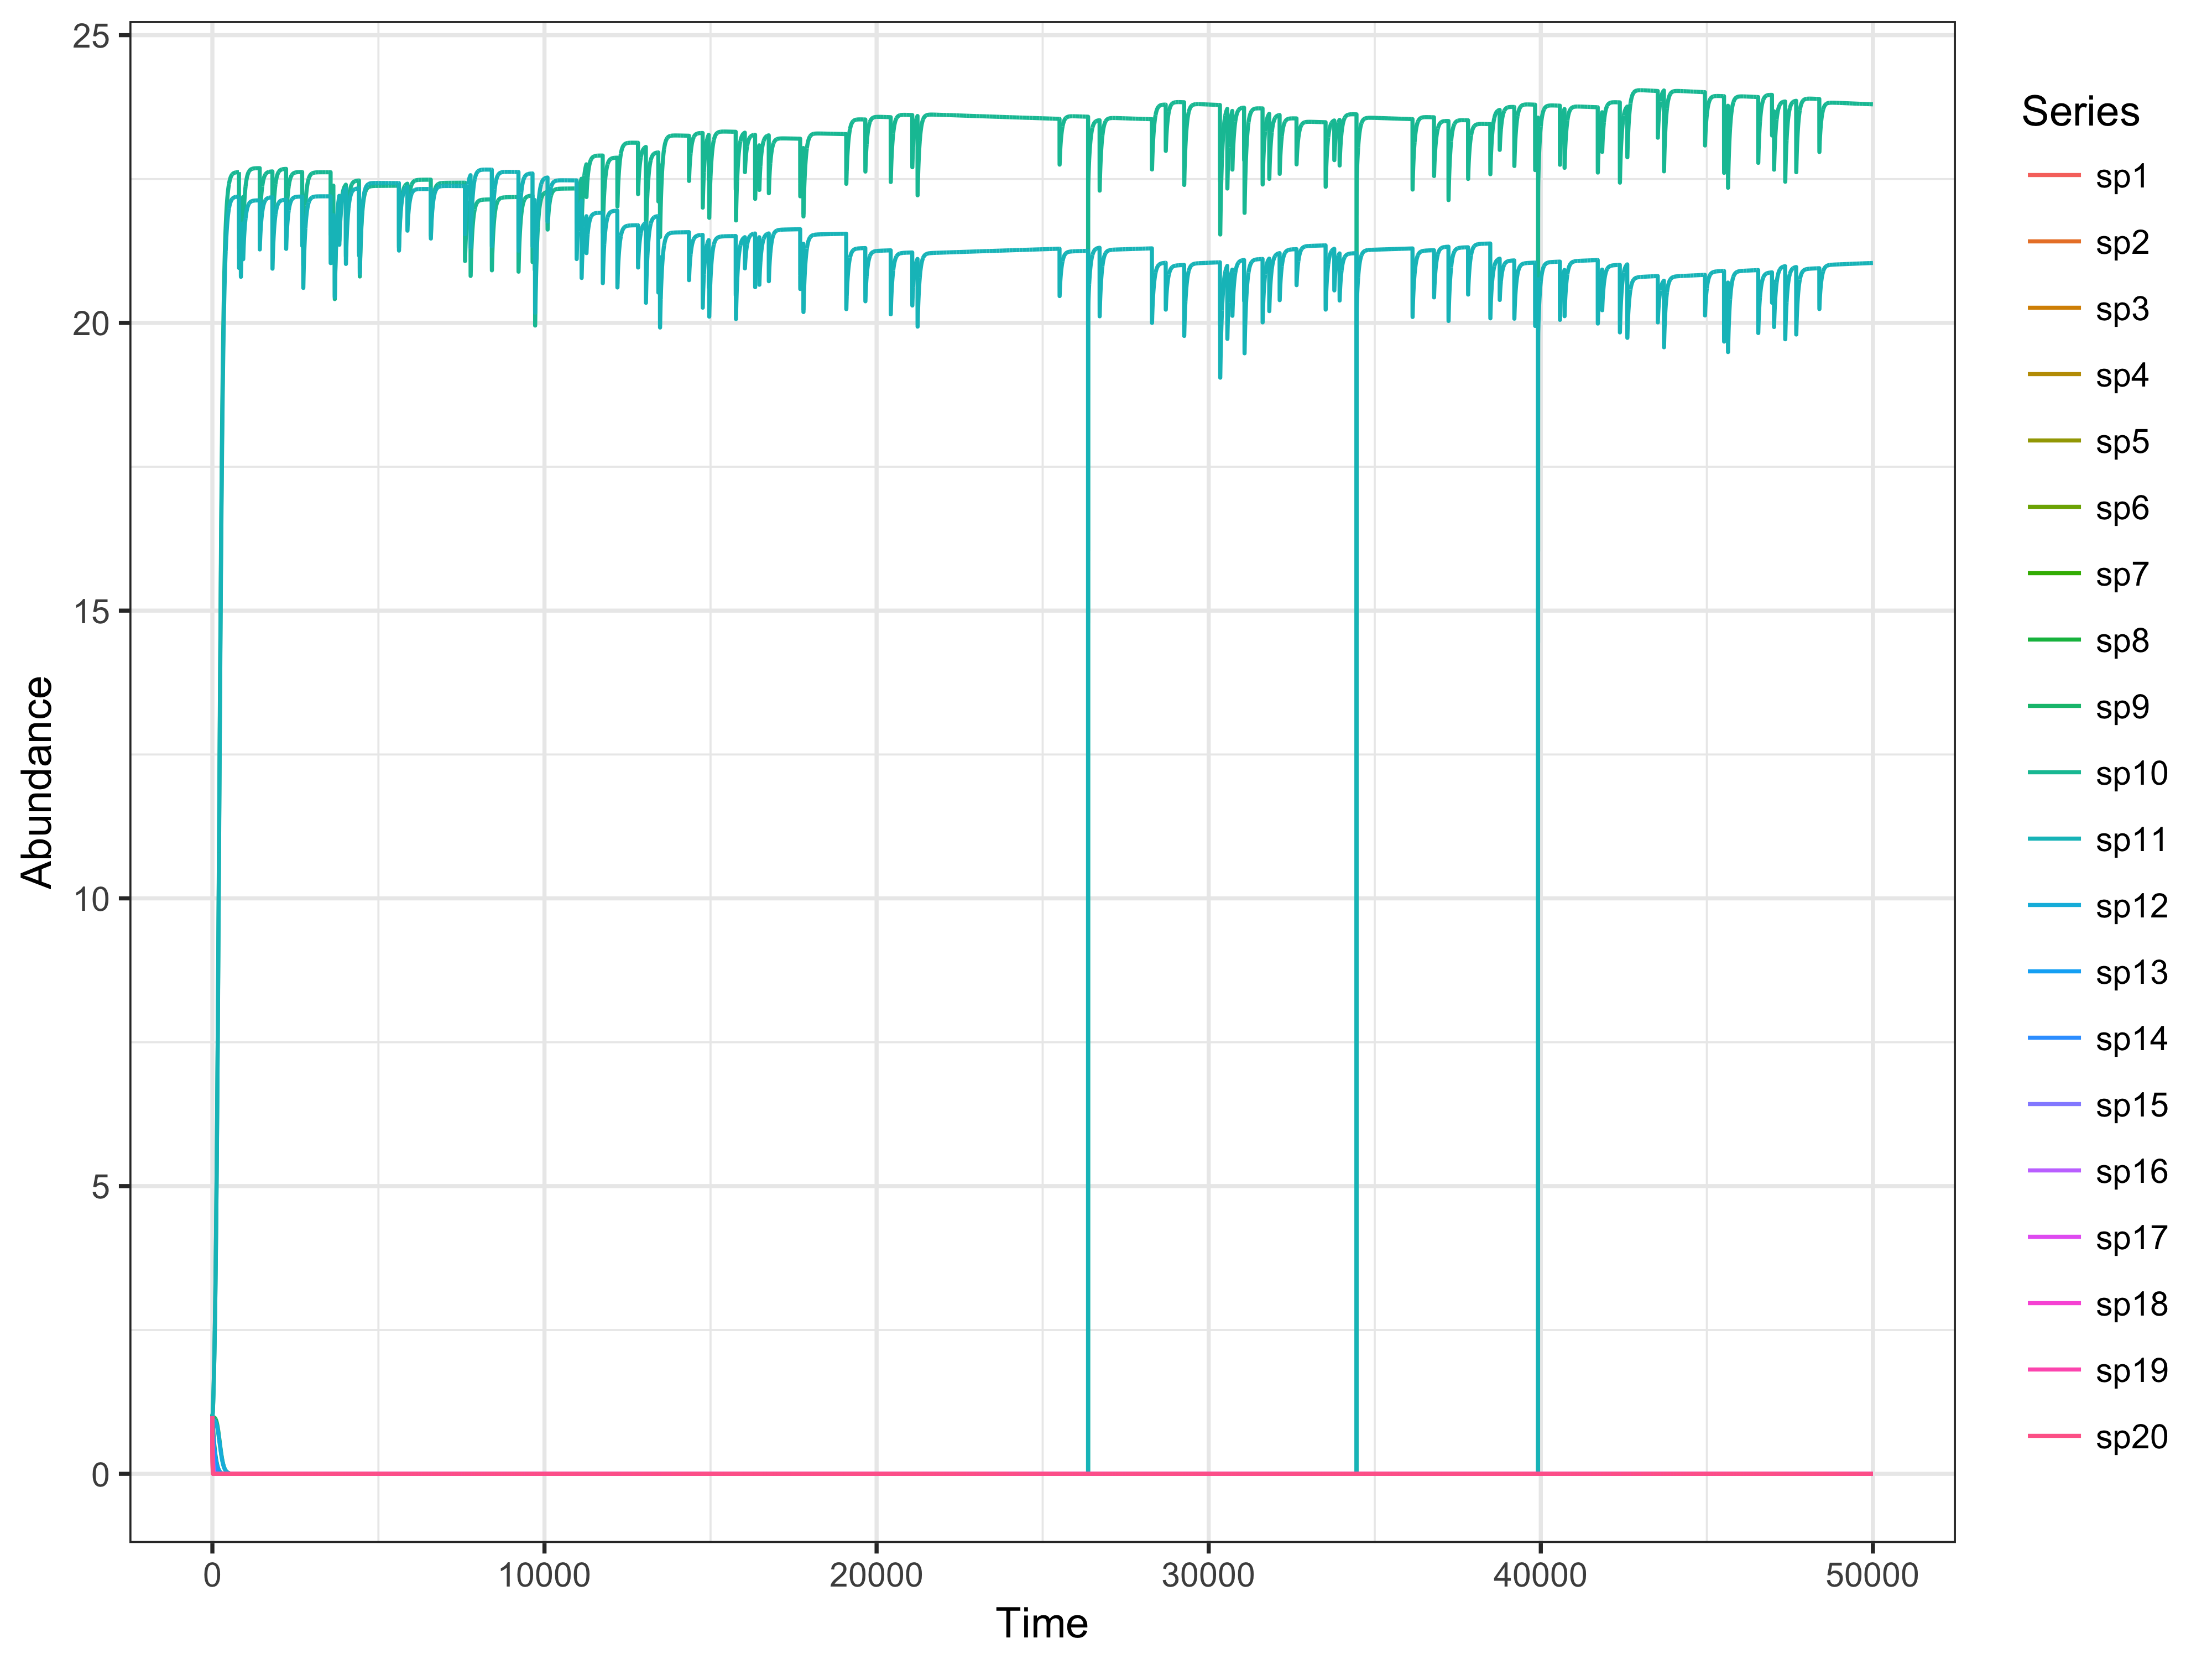 25
20
15
10
5
0
Abundance
0
10000
20000
30000
40000
50000
Time
Series
sp1
sp2
sp3
sp4
sp5
sp6
sp7
sp8
sp9
sp10
sp11
sp12
sp13
sp14
sp15
sp16
sp17
sp18
sp19
sp20